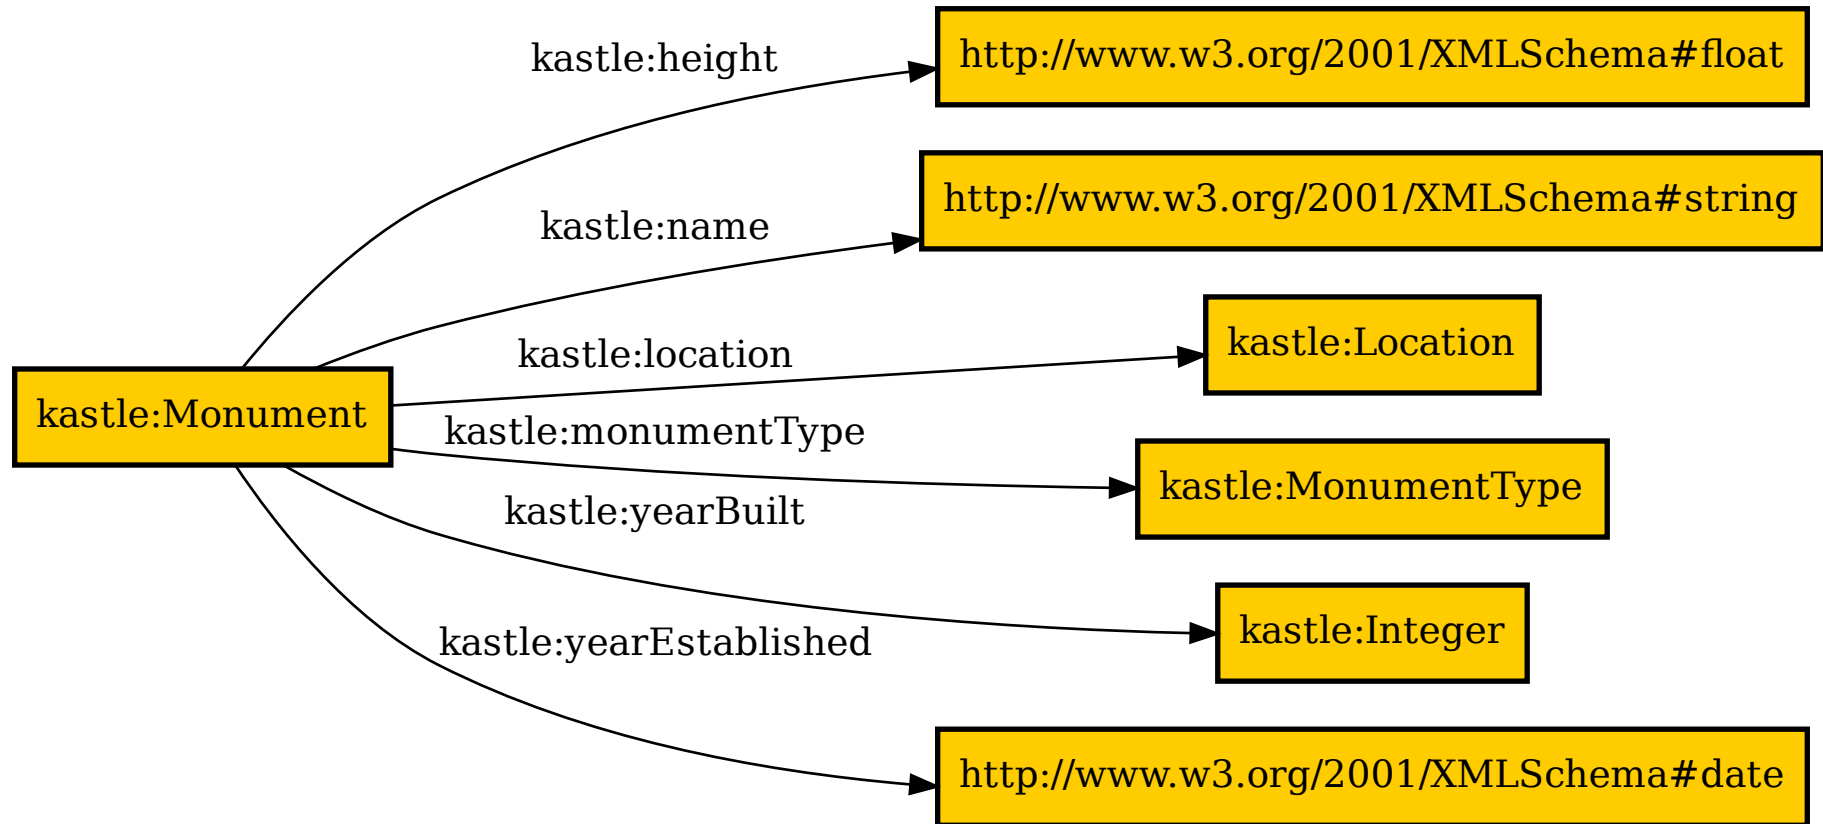 kastle:height
http://www.w3.org/2001/XMLSchema#float
kastle:name
http://www.w3.org/2001/XMLSchema#string
kastle:location
kastle:Location
kastle:Monument
kastle:monumentType
kastle:MonumentType
kastle:yearBuilt
kastle:Integer
kastle:yearEstablished
http://www.w3.org/2001/XMLSchema#date